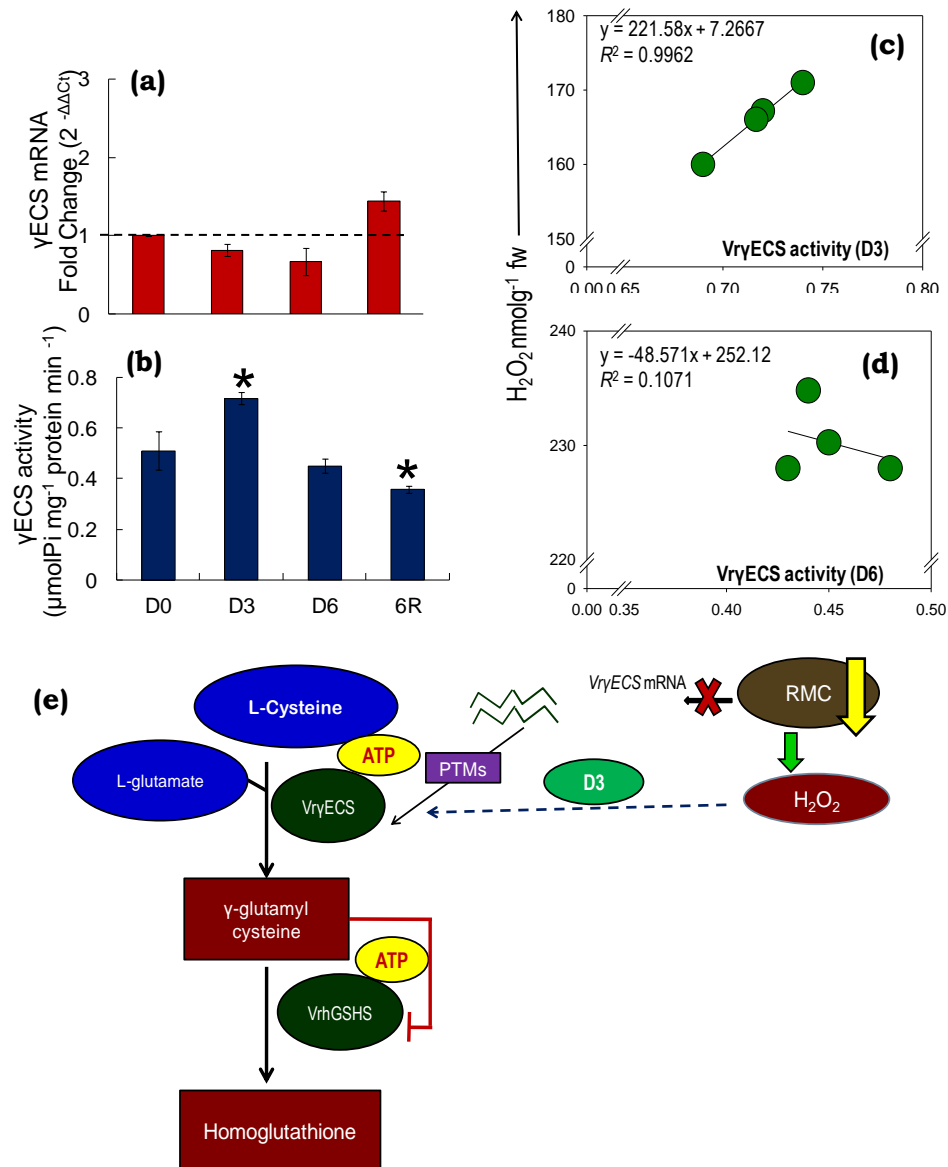 (a)
γECS mRNA
Fold Change (2 -ΔΔCt)
3
2
1
0
(b)
γECS activity
(µmolPi mg-1 protein min -1)
0.8
0.6
0.4
0.2
0
*
*
D0 D3 D6 6R
H2O2 nmolg-1 fw
(c)
y = 221.58x + 7.2667
R2 = 0.9962
180
170
160
150
0
VrγECS activity (D3)
0.00 0.65 0.70 0.75 0.80
(d)
y = -48.571x + 252.12
R2 = 0.1071
240
230
220
0
VrγECS activity (D6)
0.00 0.35 0.40 0.45 0.50
(e)
L-Cysteine
ATP
L-glutamate
VrγECS
PTMs
D3
VrγECS mRNA
RMC
H2O2
γ-glutamyl
cysteine
ATP
VrhGSHS
Homoglutathione